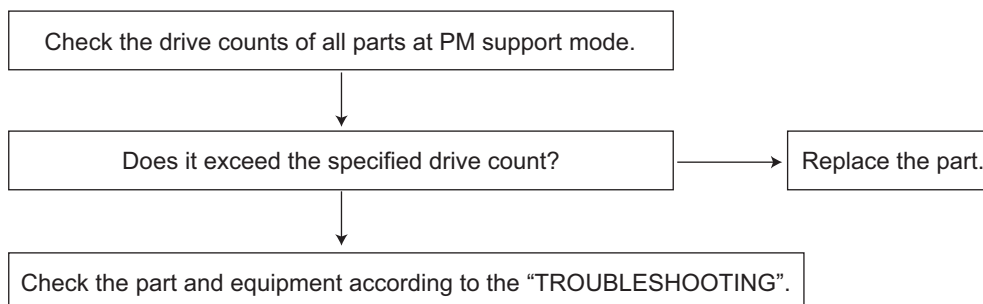 Check the drive counts of all parts at PM support mode.
Does it exceed the specified drive count?
Replace the part.
Check the part and equipment according to the “TROUBLESHOOTING”.